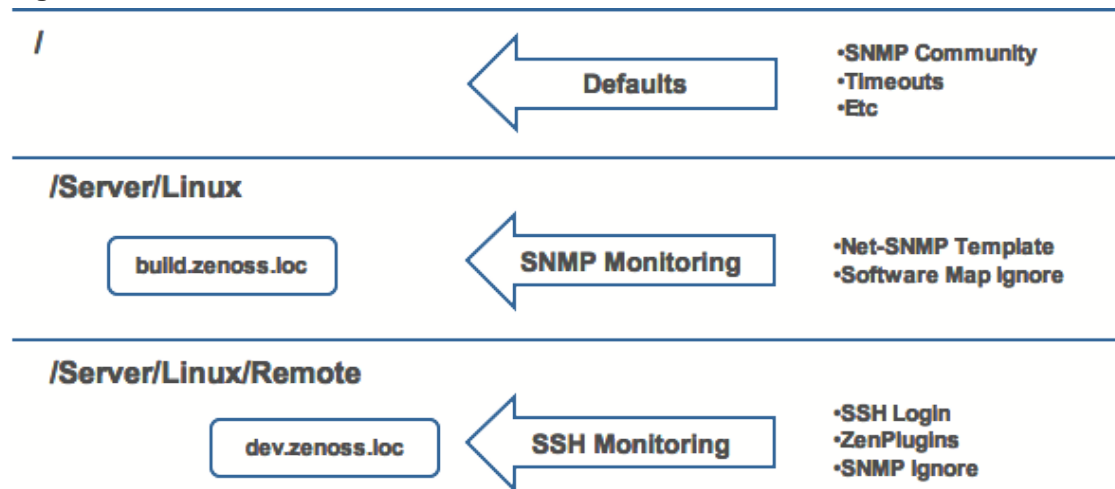 /
Defaults
•SNMP Community
•Timeouts
•Etc
/Server/Linux
build.zenoss.loc
SNMP Monitoring
•Net-SNMP Template
•Software Map Ignore
/Server/Linux/Remote
dev.zenoss.loc
SSH Monitoring
•SSH Login
•ZenPlugins
•SNMP Ignore